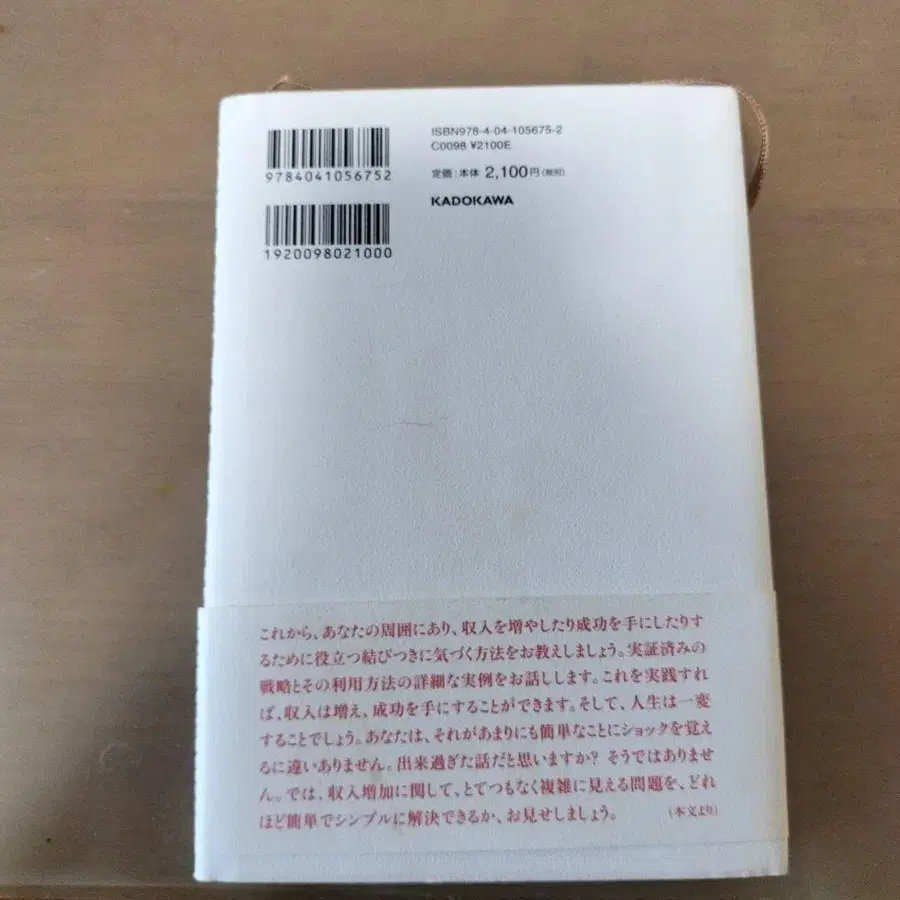 9784041056752
1920098021000
ISBN978-4-04-105675-2
C0098 ¥2100E
定価:本体 2,100円(税別)
KADOKAWA
これから、あなたの周囲にあり、収入を増やしたり成功を手にしたりす
るために役立つ結びつきに気づく方法をお教えしましょう。実証済みの
戦略とその利用方法の詳細な実例をお話しします。これを実践すれ
ば、収入は増え、成功を手にすることができます。そして、人生は一変
することでしょう。あなたは、それがあまりにも簡単なことにショックを覚え
るに違いありません。出来過ぎた話だと思いますか? そうではありませ
ん。では、収入増加に関して、とてつもなく複雑に見える問題を、どれ
ほど簡単でシンプルに解決できるか、お見せしましょう。
(本文より)